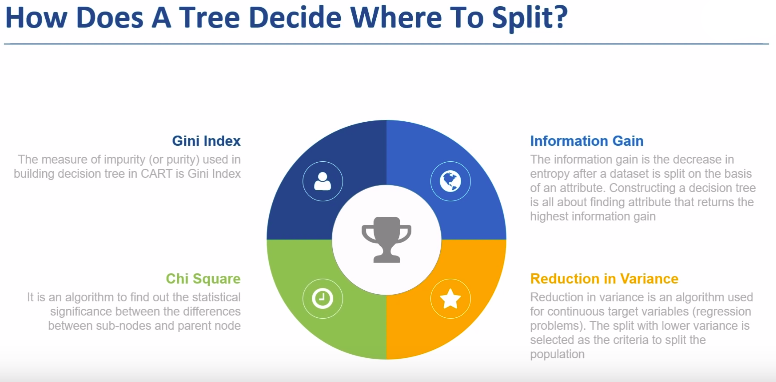 How Does A Tree Decide Where To Split?
Gini Index
The measure of impurity (or purity) used in
building decision tree in CART is Gini Index
Information Gain
The information gain is the decrease in
entropy after a dataset is split on the basis
of an attribute. Constructing a decision tree
is all about finding attribute that returns the
highest information gain
Chi Square
It is an algorithm to find out the statistical
significance between the differences
between sub-nodes and parent node
Reduction in Variance
Reduction in variance is an algorithm used
for continuous target variables (regression
problems). The split with lower variance is
selected as the criteria to split the
population